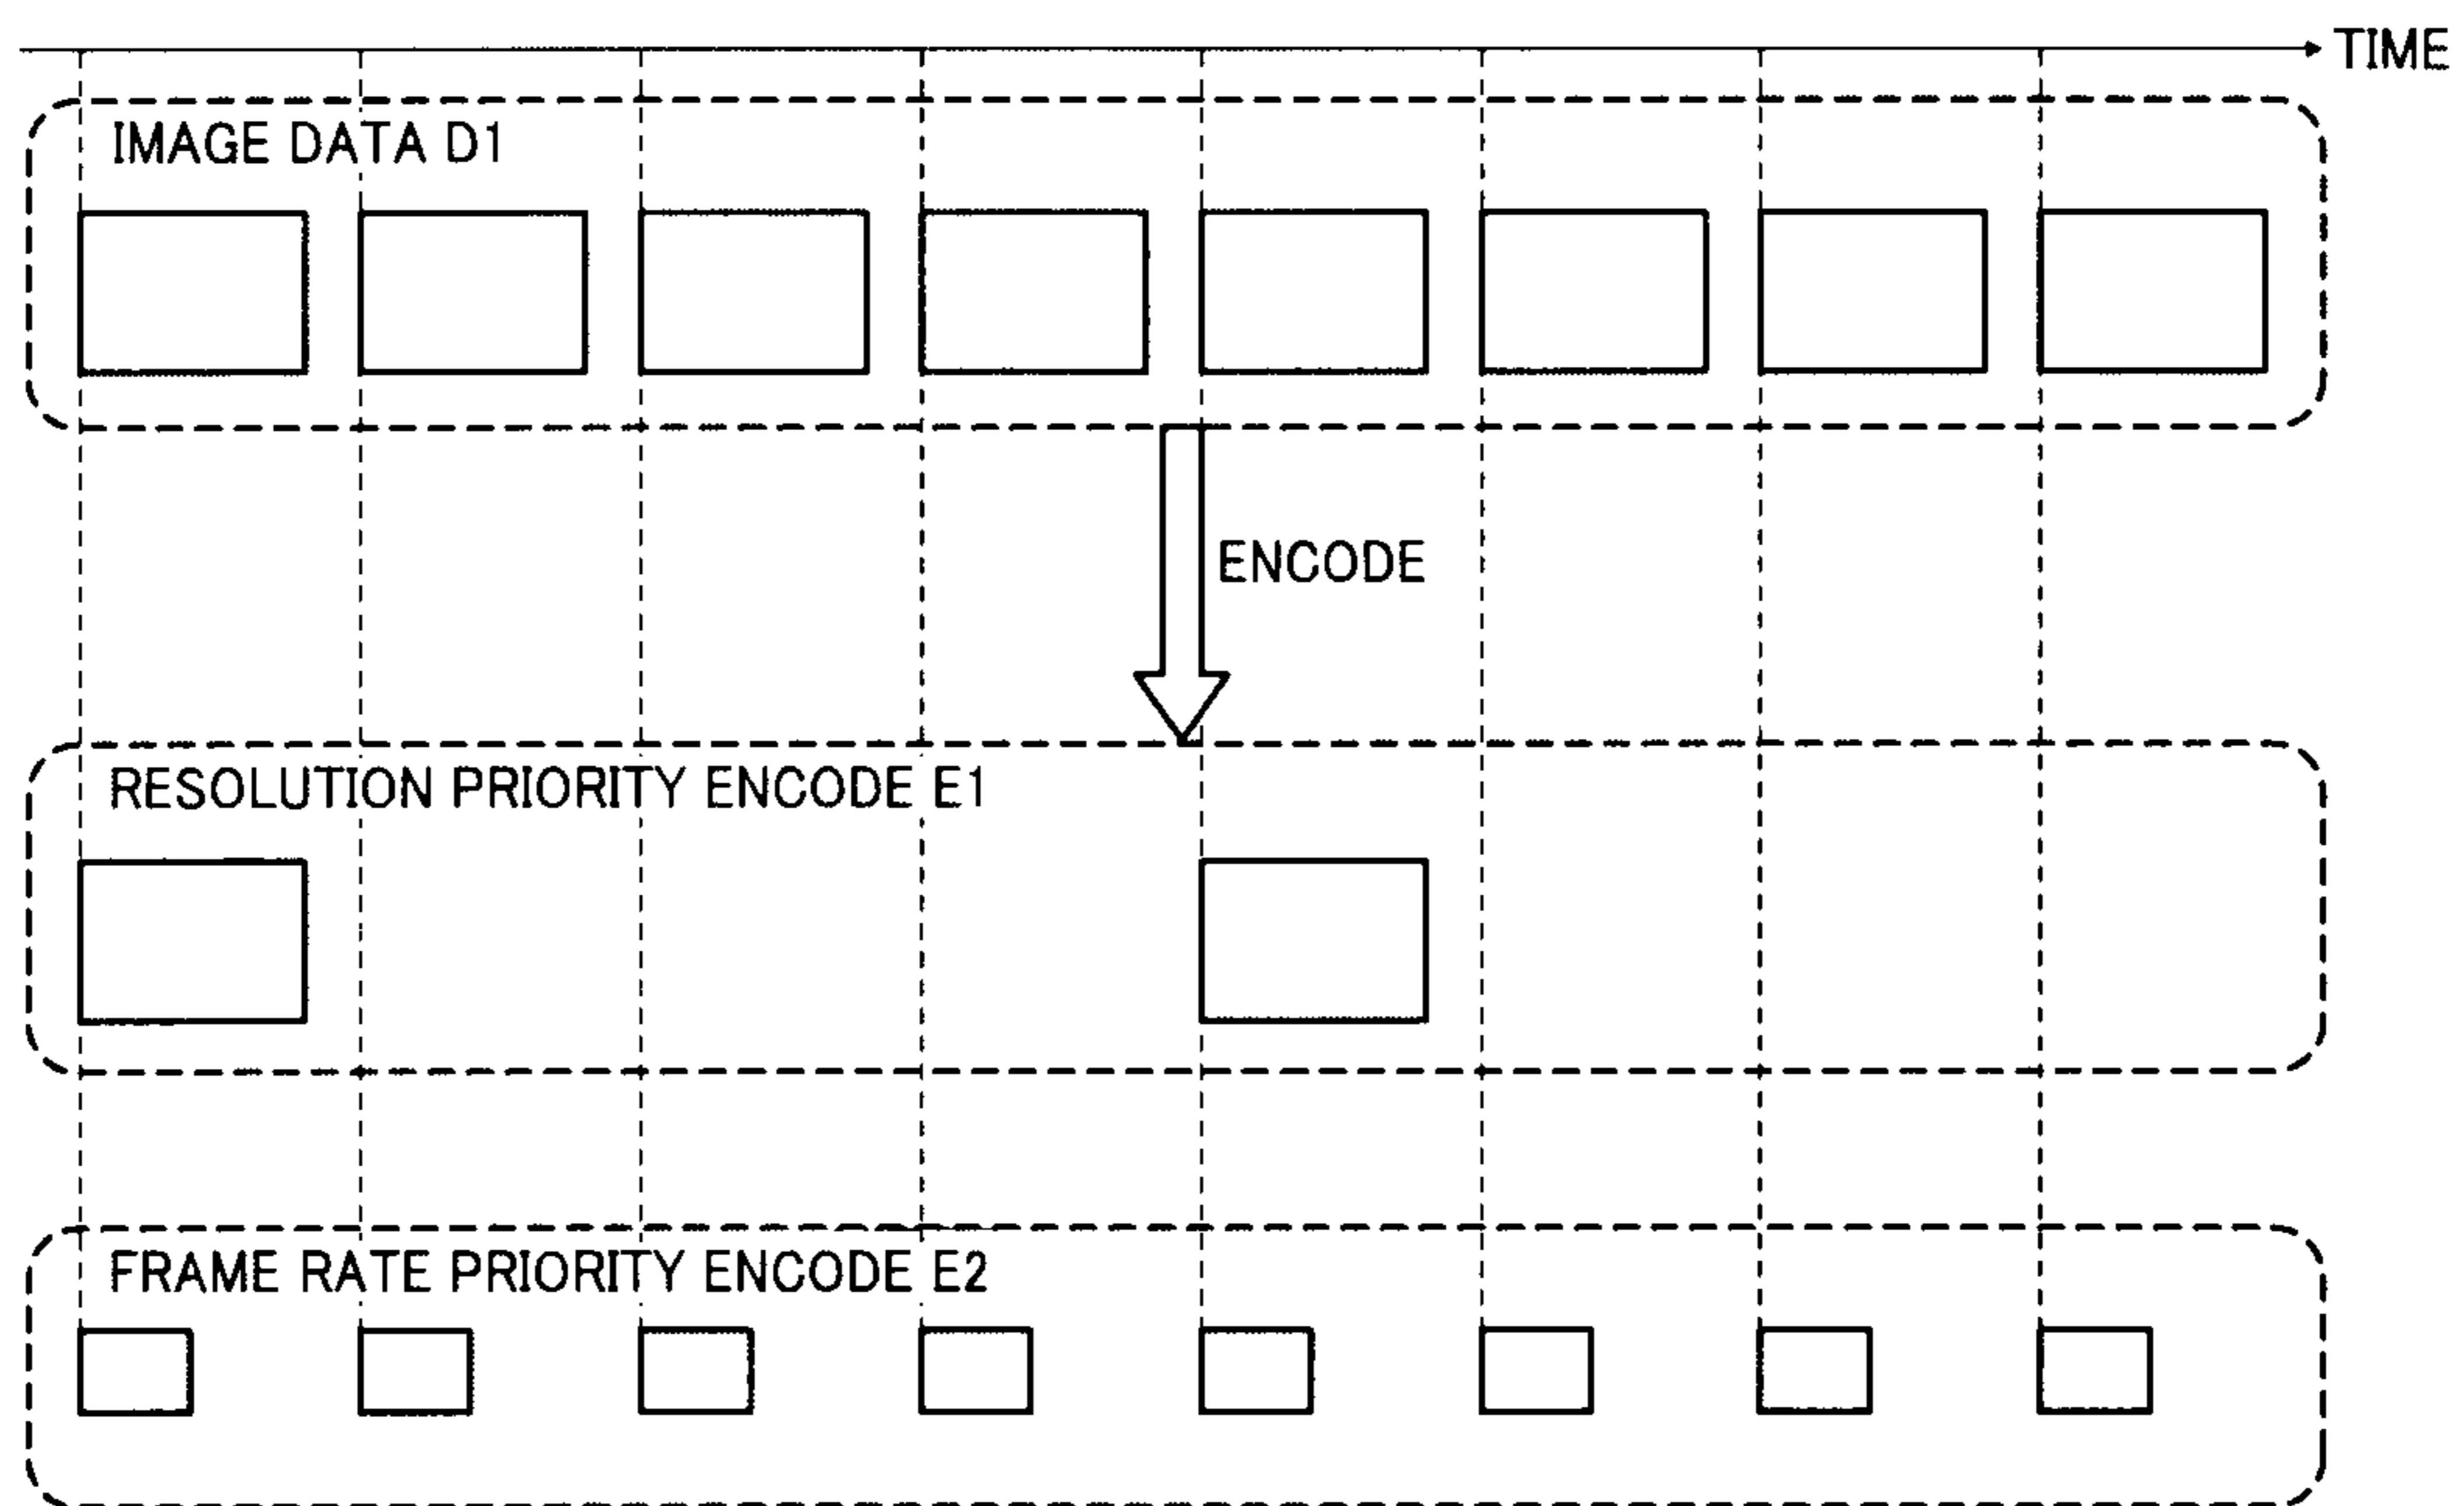 TIME
IMAGE DATA D1
ENCODE
RESOLUTION PRIORITY ENCODE E1
FRAME RATE PRIORITY ENCODE E2